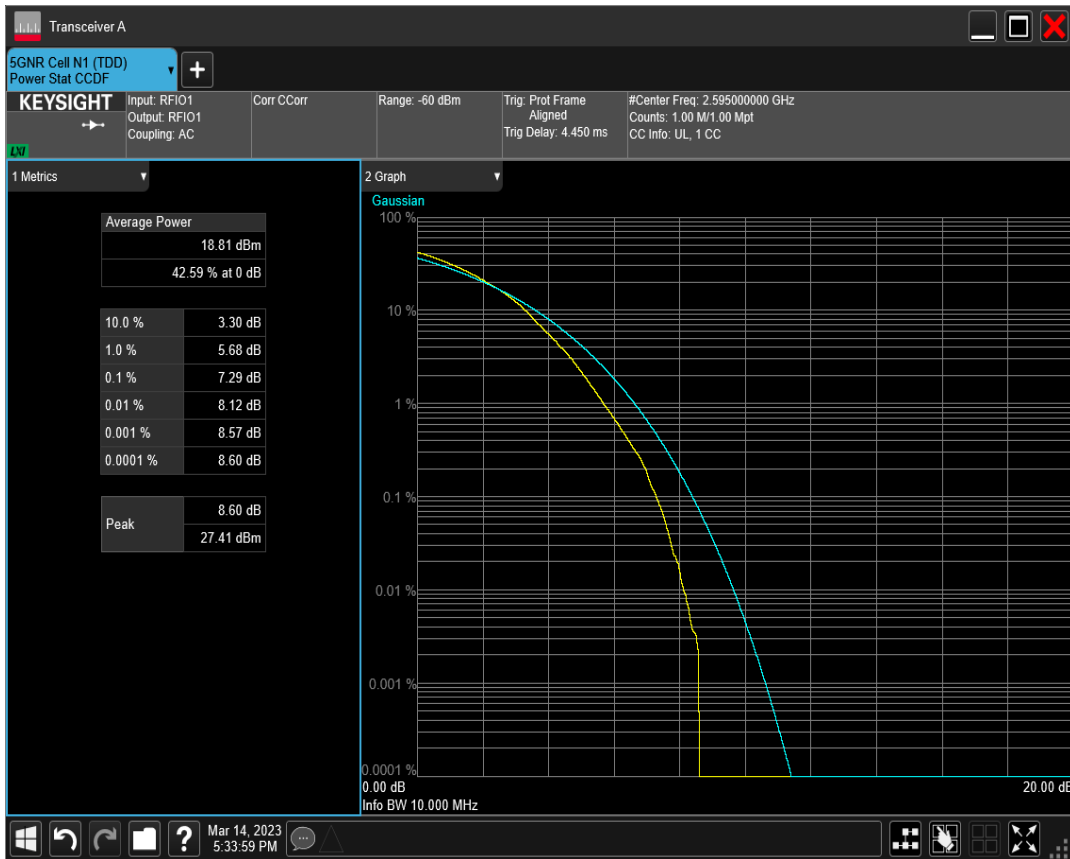 Transceiver A
5GNR Cell N1 (TDD)
Power Stat CCDF
KEYSIGHT
LXI
Input: RFIO1
Output: RFIO1
Coupling: AC
Corr CCorr
Range: -60 dBm
Trig: Prot Frame
Aligned
Trig Delay: 4.450 ms
#Center Freq: 2.595000000 GHz
Counts: 1.00 M/1.00 Mpt
CC Info: UL, 1 CC
1 Metrics
Average Power
18.81 dBm
42.59 % at 0 dB
10.0 % 3.30 dB
1.0 % 5.68 dB
0.1 % 7.29 dB
0.01 % 8.12 dB
0.001 % 8.57 dB
0.0001 % 8.60 dB
Peak 8.60 dB
27.41 dBm
2 Graph
Gaussian
100 %
10 %
1 %
0.1 %
0.01 %
0.001 %
0.0001 %
0.00 dB 20.00 dB
Info BW 10.000 MHz
Mar 14, 2023
5:33:59 PM